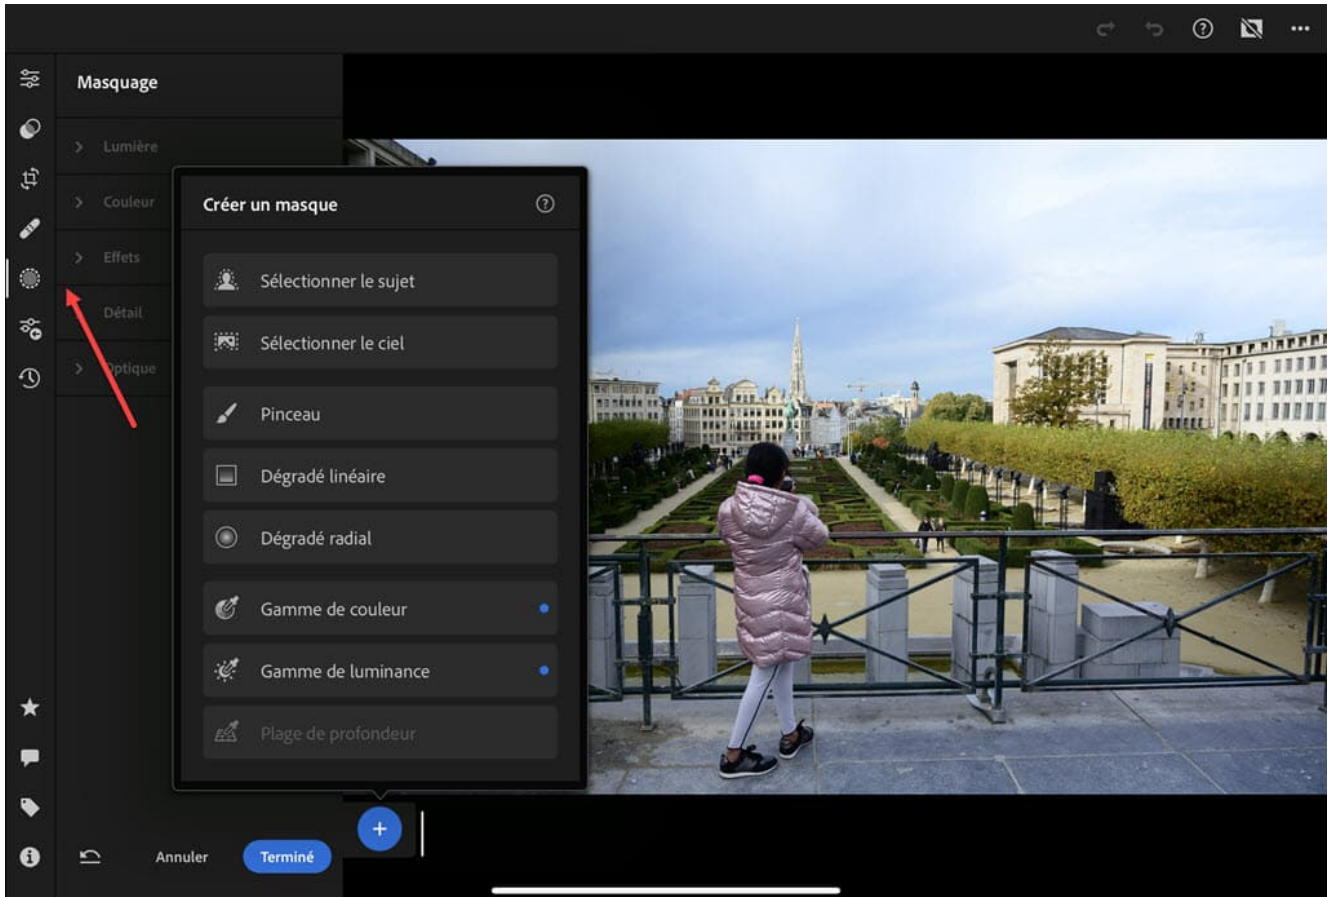 Masquage
Lumière
Couleur
Effets
Détail
Optique
Créer un masque
Sélectionner le sujet
Sélectionner le ciel
Pinceau
Dégradé linéaire
Dégradé radial
Gamme de couleur
Gamme de luminance
Plage de profondeur
Annuler
Terminé